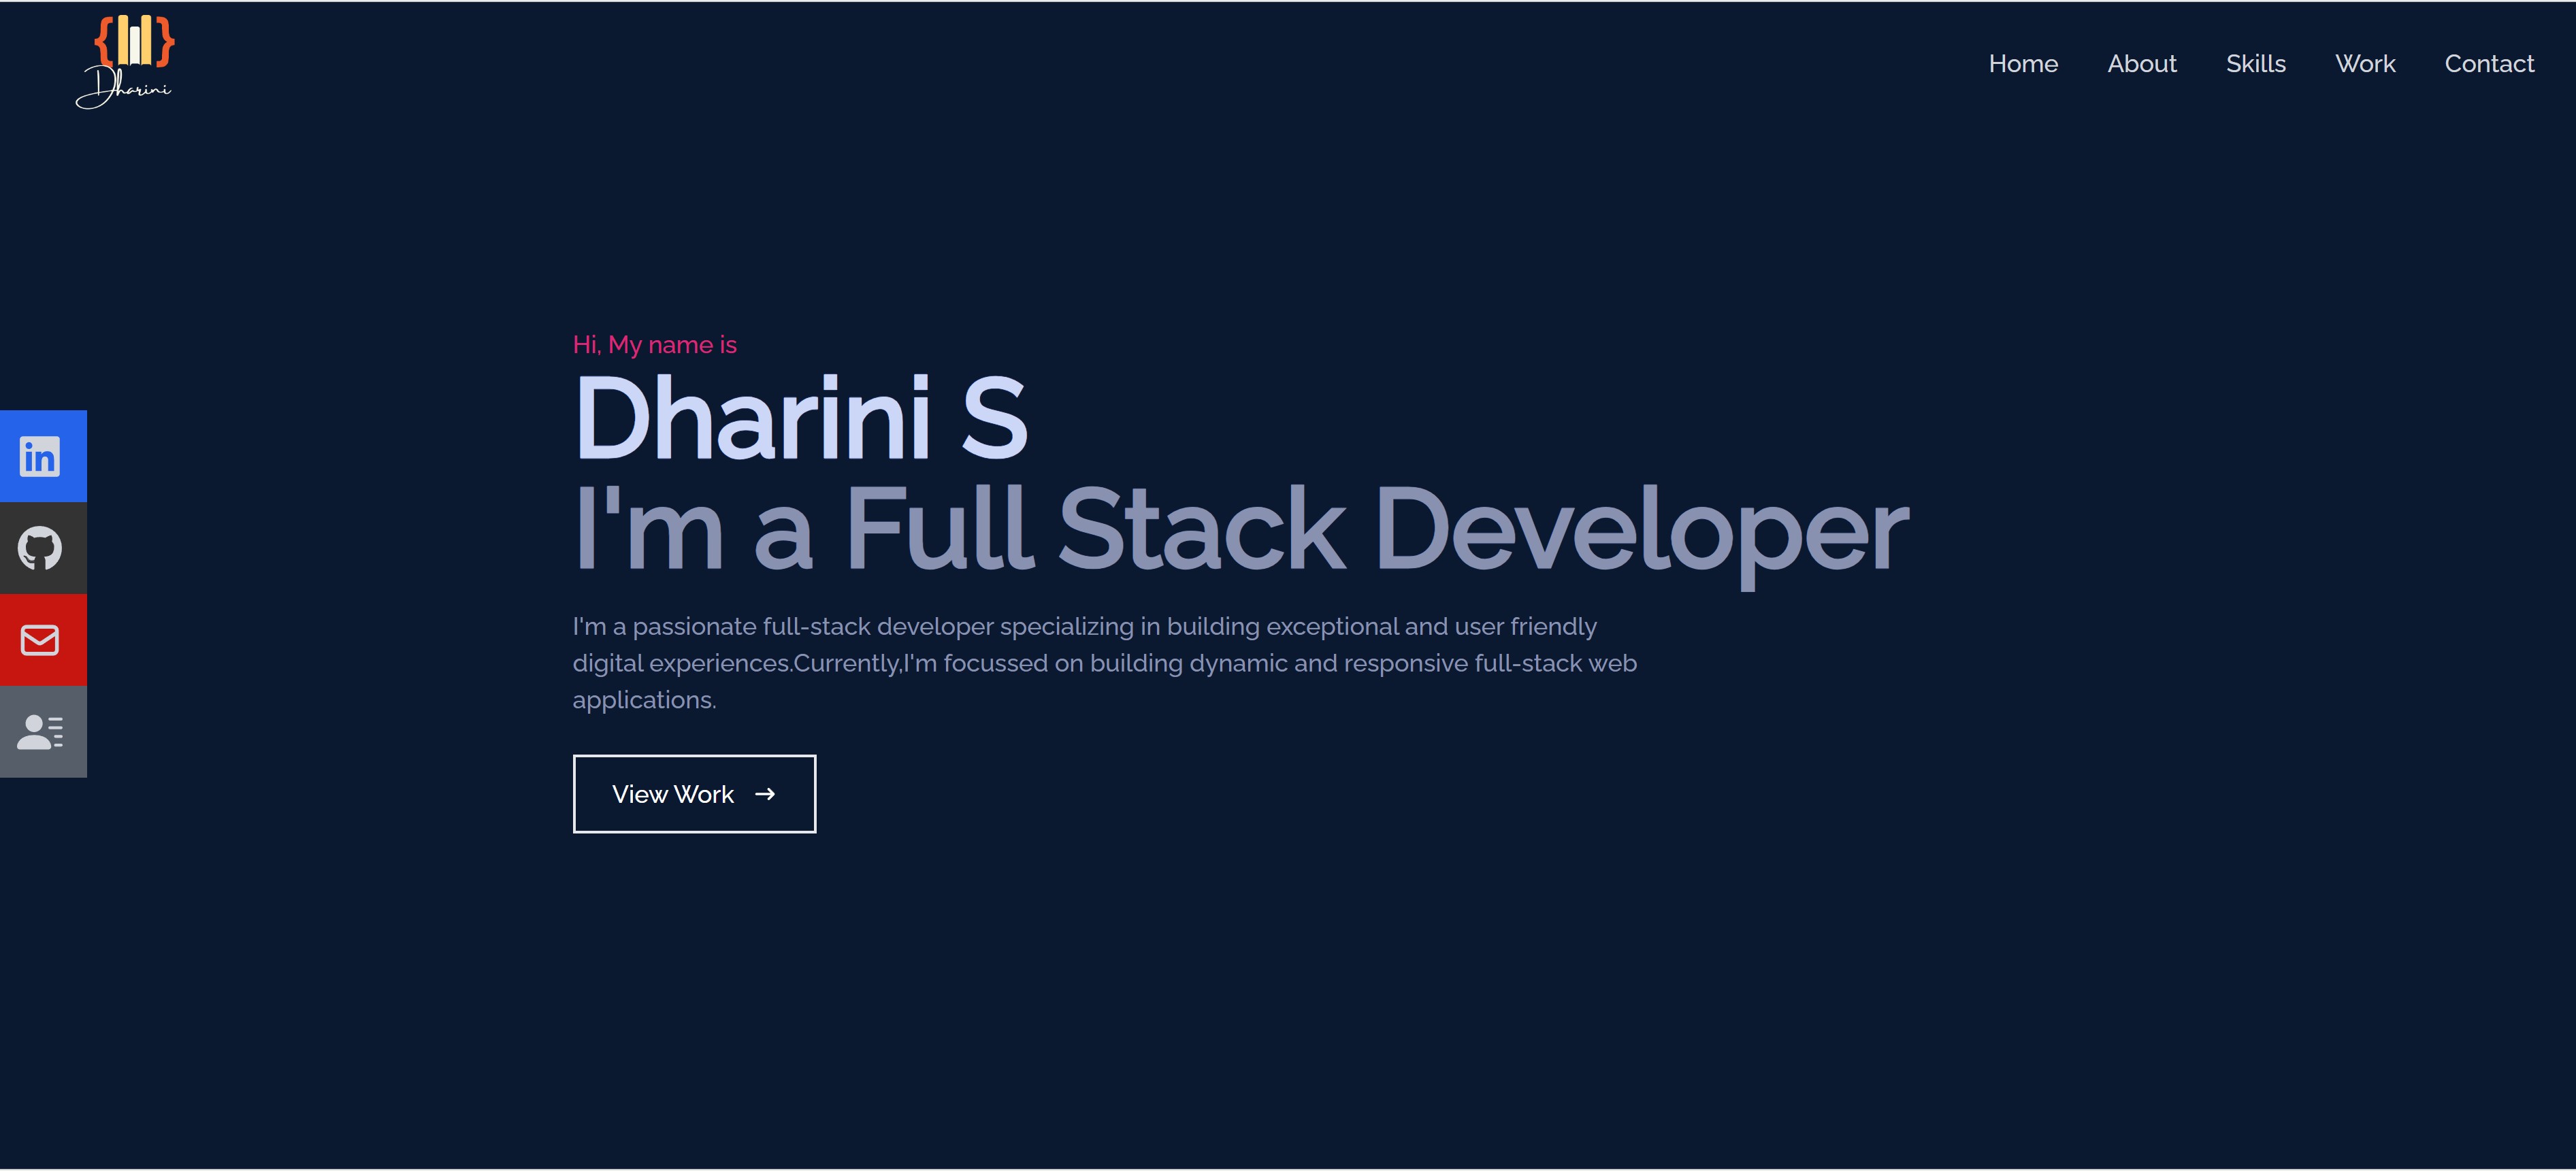 Dharini
Home About Skills Work Contact
Hi, My name is
Dharini S
I'm a Full Stack Developer
I'm a passionate full-stack developer specializing in building exceptional and user friendly
digital experiences.Currently,I'm focussed on building dynamic and responsive full-stack web
applications.
in
View Work →